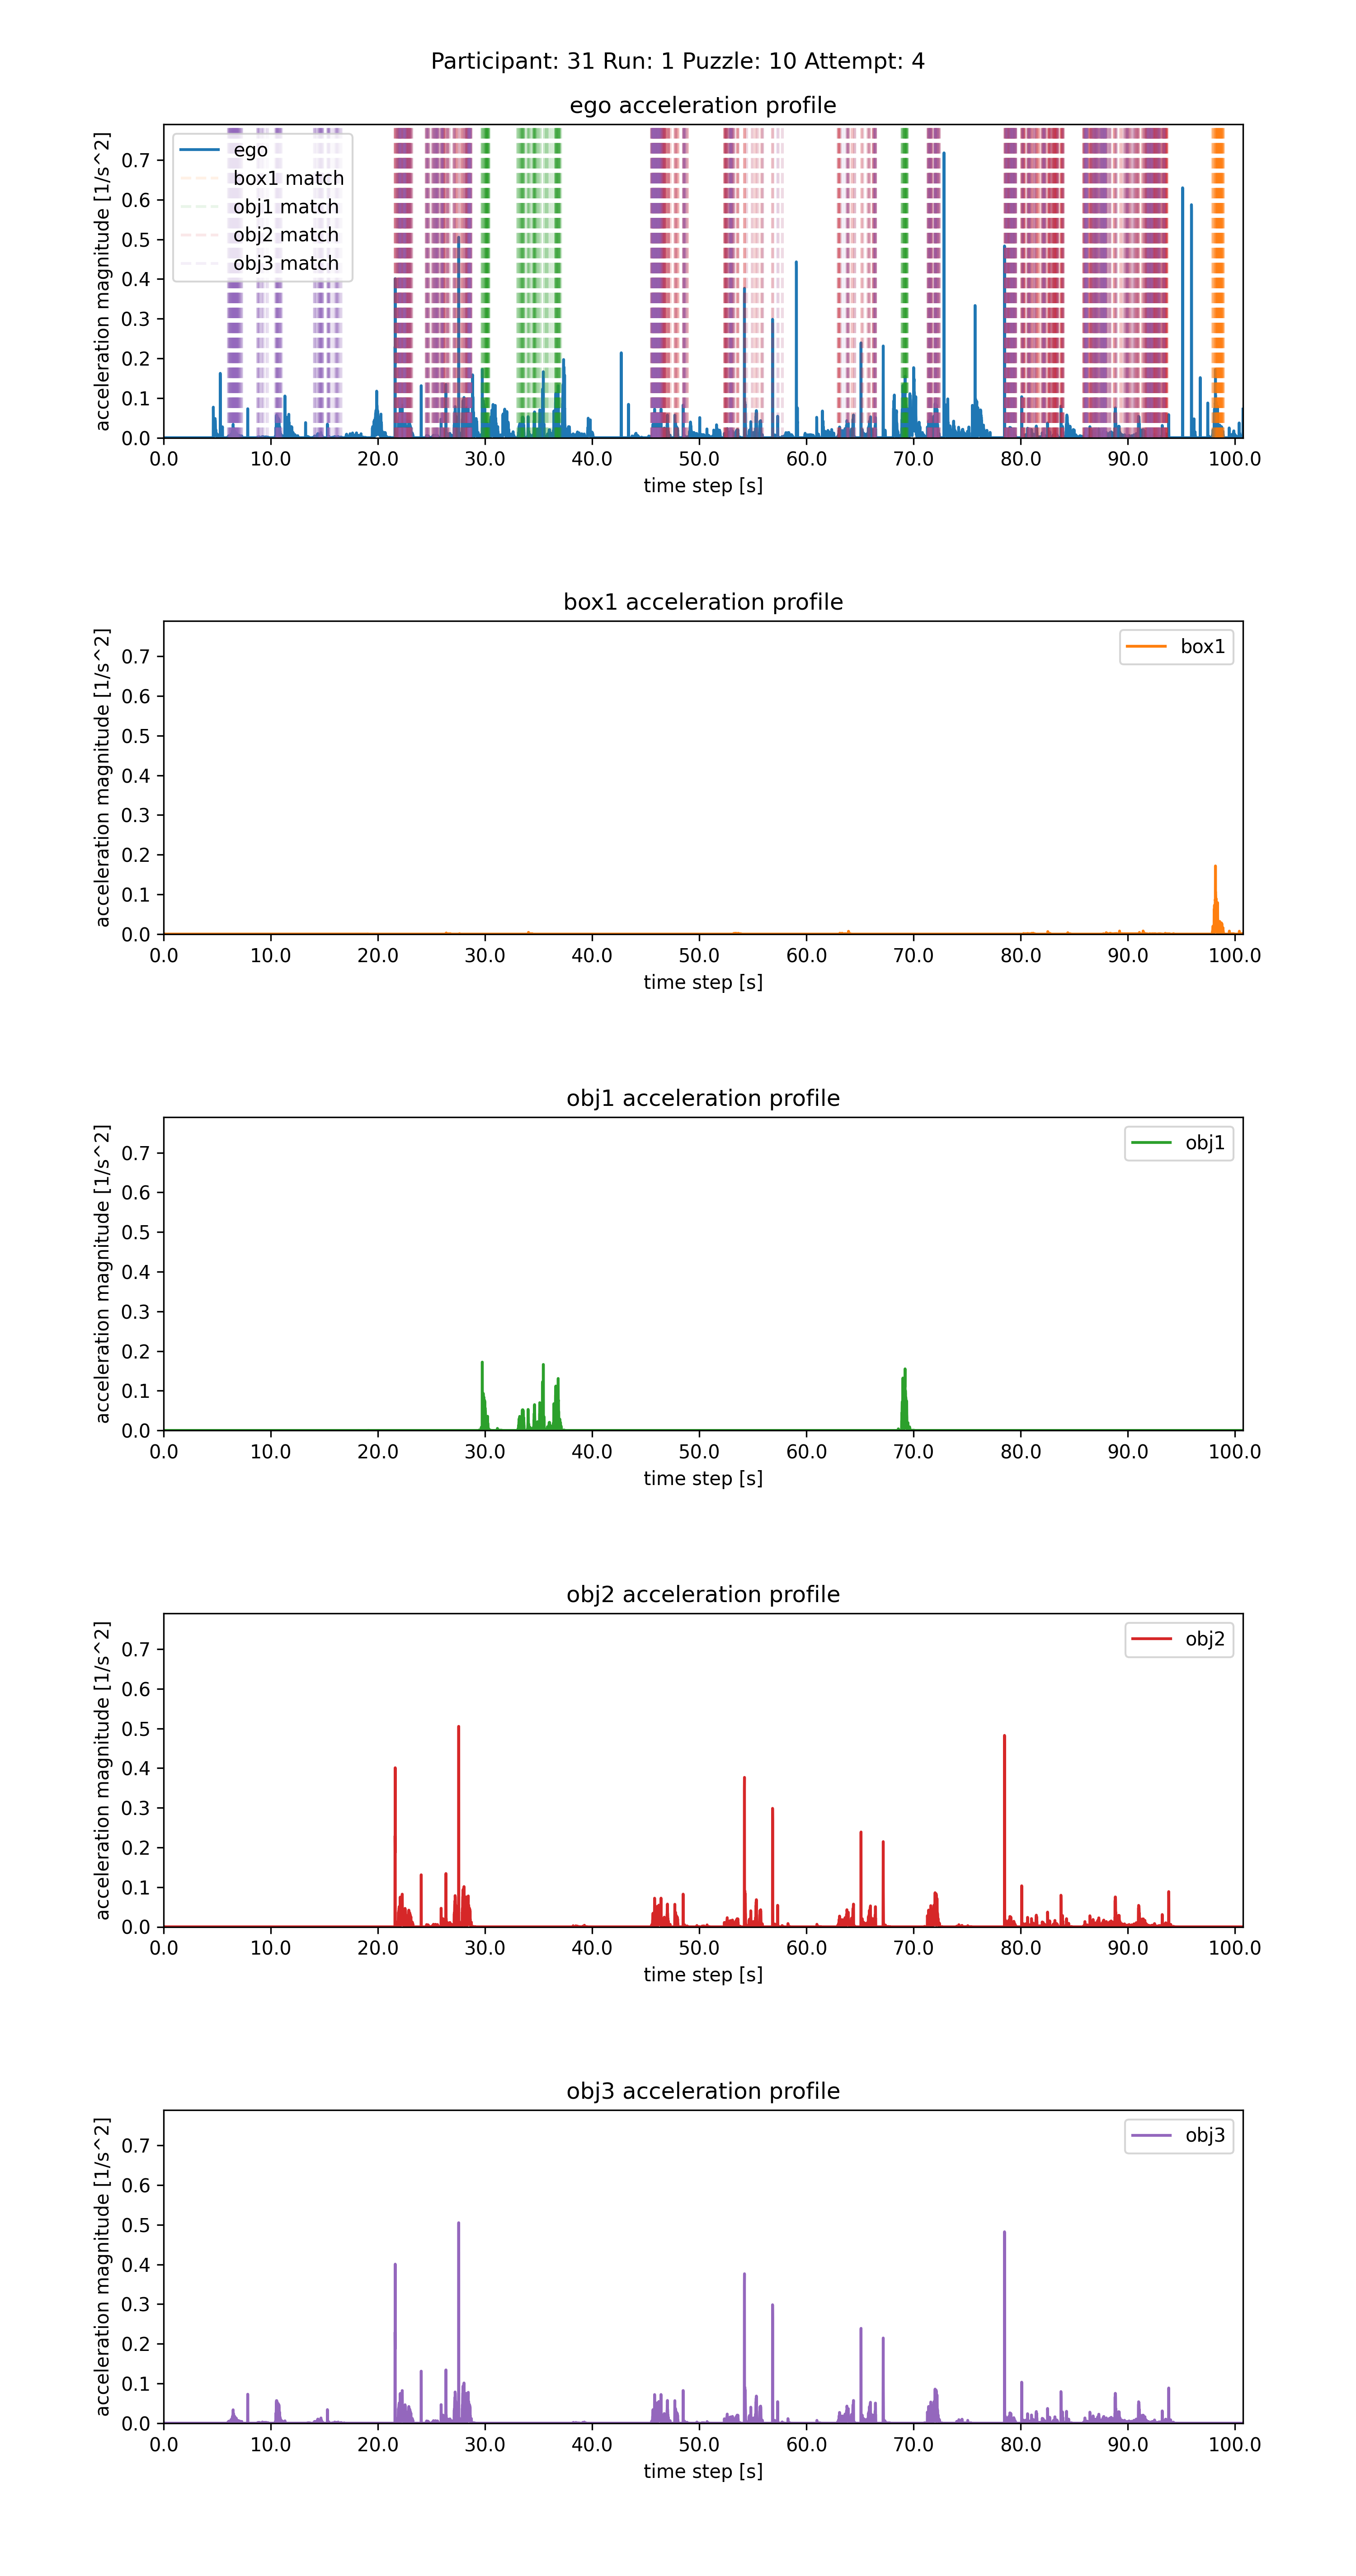 Participant: 31 Run: 1 Puzzle: 10 Attempt: 4
ego acceleration profile
acceleration magnitude [1/s^2]
0.7
0.6
0.5
0.4
0.3
0.2
0.1
0.0
ego
box1 match
obj1 match
obj2 match
obj3 match
0.0 10.0 20.0 30.0 40.0 50.0 60.0 70.0 80.0 90.0 100.0
time step [s]
box1 acceleration profile
acceleration magnitude [1/s^2]
0.7
0.6
0.5
0.4
0.3
0.2
0.1
0.0
box1
0.0 10.0 20.0 30.0 40.0 50.0 60.0 70.0 80.0 90.0 100.0
time step [s]
obj1 acceleration profile
acceleration magnitude [1/s^2]
0.7
0.6
0.5
0.4
0.3
0.2
0.1
0.0
obj1
0.0 10.0 20.0 30.0 40.0 50.0 60.0 70.0 80.0 90.0 100.0
time step [s]
obj2 acceleration profile
acceleration magnitude [1/s^2]
0.7
0.6
0.5
0.4
0.3
0.2
0.1
0.0
obj2
0.0 10.0 20.0 30.0 40.0 50.0 60.0 70.0 80.0 90.0 100.0
time step [s]
obj3 acceleration profile
acceleration magnitude [1/s^2]
0.7
0.6
0.5
0.4
0.3
0.2
0.1
0.0
obj3
0.0 10.0 20.0 30.0 40.0 50.0 60.0 70.0 80.0 90.0 100.0
time step [s]